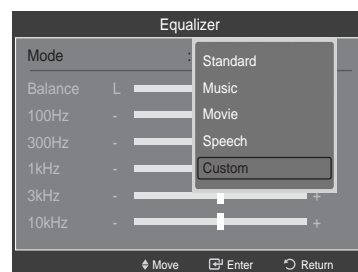 Equalizer
Mode :
Standard
Music
Movie
Speech
Custom
Balance L
100Hz -
300Hz -
1kHz -
3kHz - +
10kHz - +
Move Enter Return